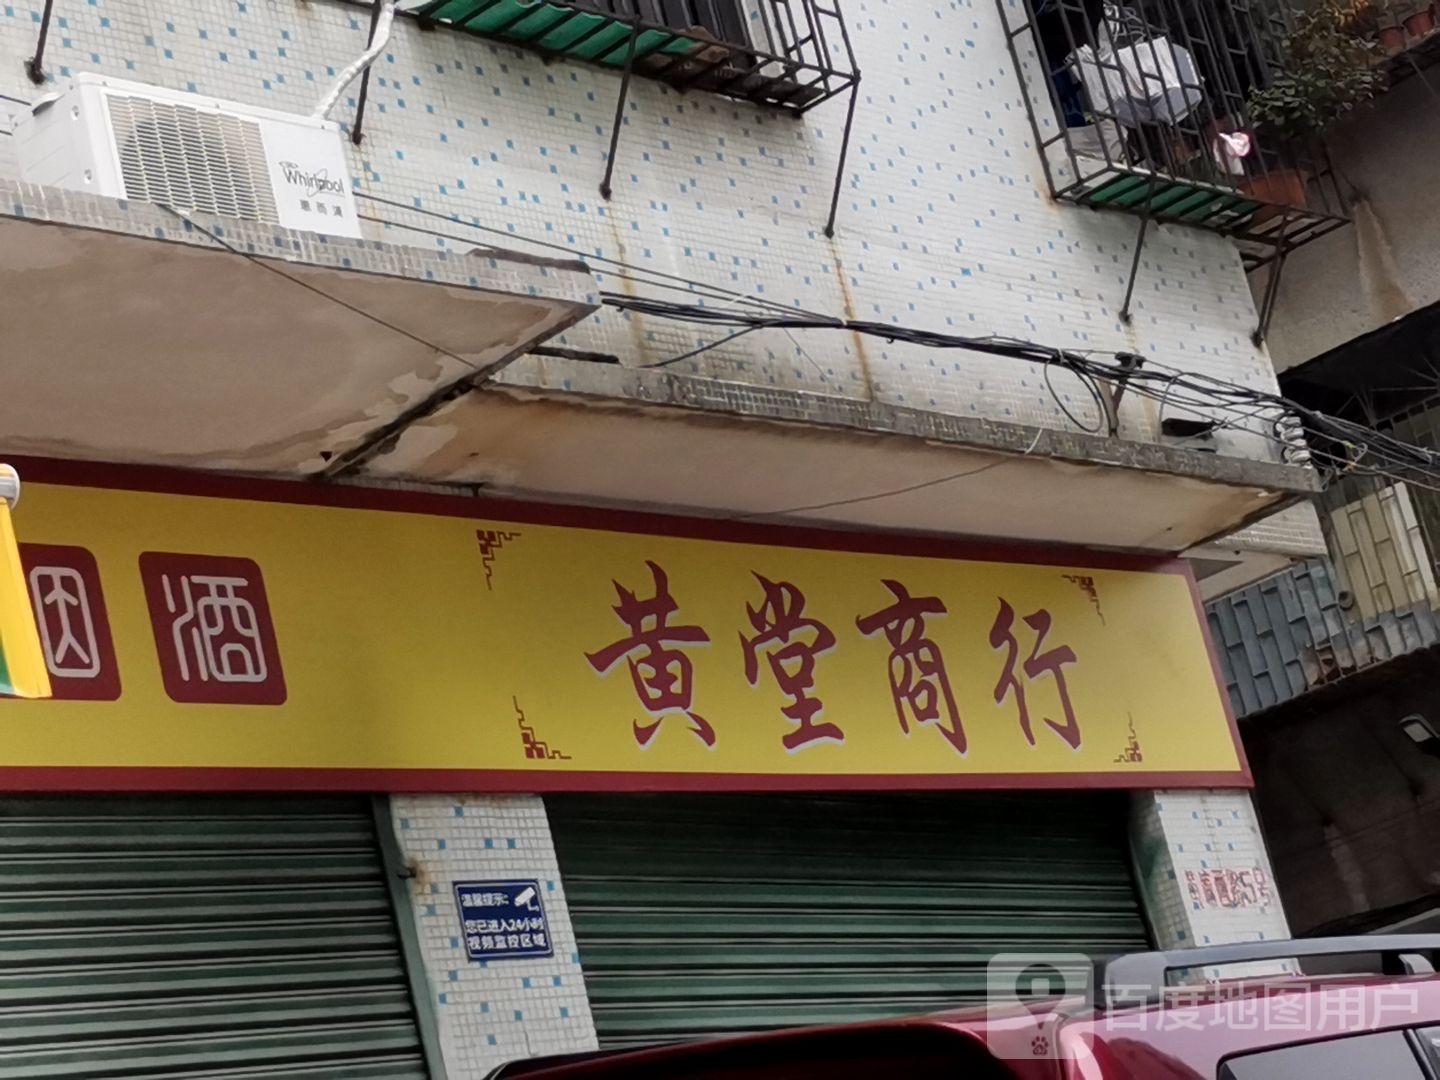 Whirlpool
惠而浦
烟酒
黄堂商行
温馨提示:
您已进入24小时
视频监控区域
百度地图用户